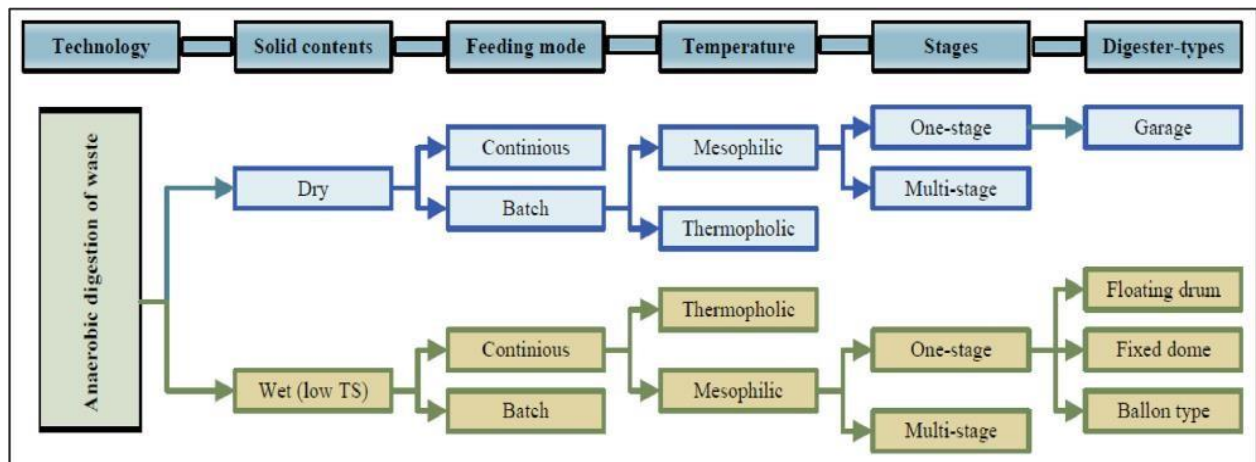 Technology
Solid contents
Feeding mode
Temperature
Stages
Digester-types
Anaerobic digestion of waste
Dry
Continious
Batch
Mesophilic
Thermopholic
One-stage
Multi-stage
Garage
Wet (low TS)
Continious
Batch
Thermopholic
Mesophilic
One-stage
Multi-stage
Floating drum
Fixed dome
Ballon type